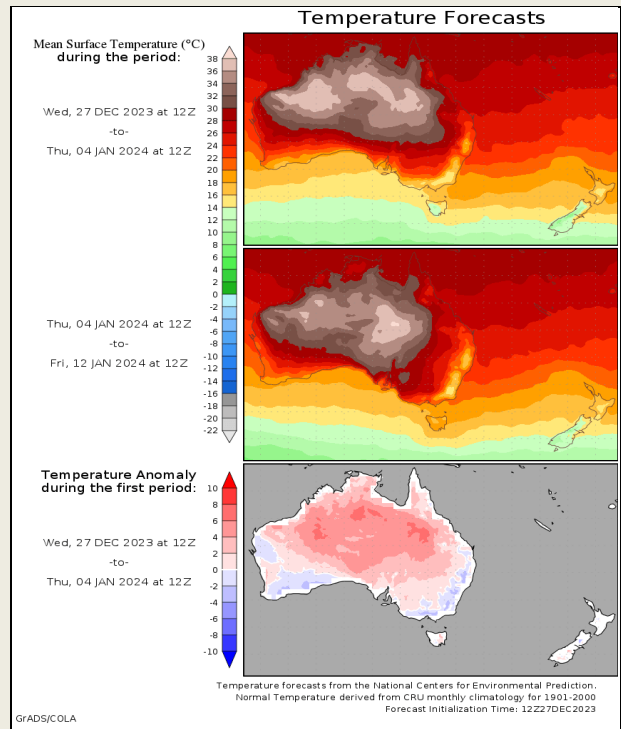 Temperature Forecasts
Mean Surface Temperature (°C)
during the period:
Wed, 27 DEC 2023 at 12Z
-to-
Thu, 04 JAN 2024 at 12Z
38
36
34
32
30
28
26
24
22
20
18
16
14
12
10
8
6
4
2
0
-2
-4
-6
-8
-10
-12
-14
-16
-18
-20
-22
Thu, 04 JAN 2024 at 12Z
-to-
Fri, 12 JAN 2024 at 12Z
Temperature Anomaly
during the first period:
Wed, 27 DEC 2023 at 12Z
-to-
Thu, 04 JAN 2024 at 12Z
10
8
6
4
2
0
-2
-4
-6
-8
-10
Temperature forecasts from the National Centers for Environmental Prediction.
Normal Temperature derived from CRU monthly climatology for 1901-2000
Forecast Initialization Time: 12Z27DEC2023
GrADS/COLA